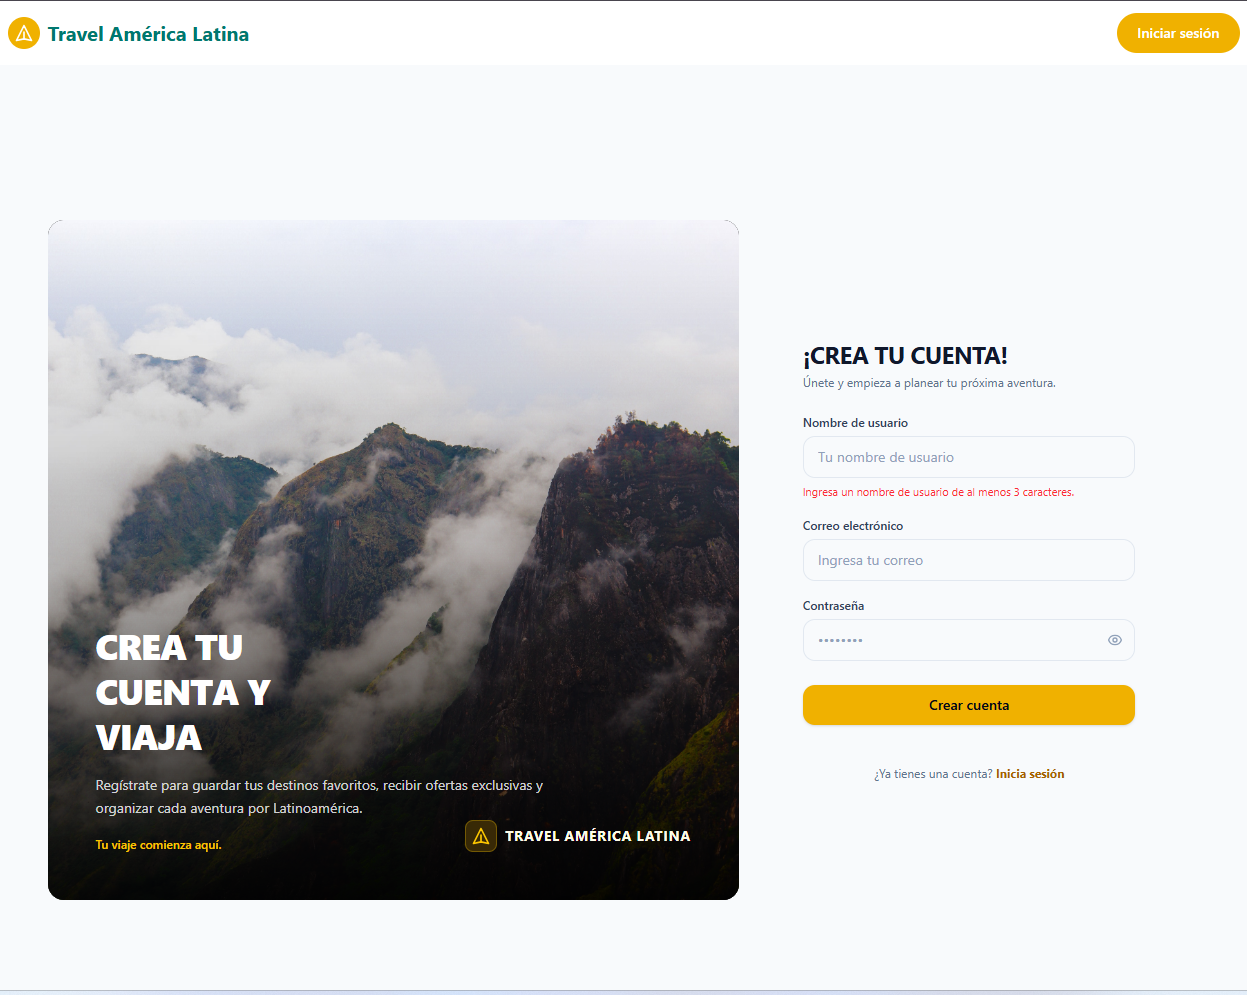 Travel América Latina
Iniciar sesión
CREA TU
CUENTA Y
VIAJA
Regístrate para guardar tus destinos favoritos, recibir ofertas exclusivas y
organizar cada aventura por Latinoamérica.
Tu viaje comienza aquí.
TRAVEL AMÉRICA LATINA
¡CREA TU CUENTA!
Únete y empieza a planear tu próxima aventura.
Nombre de usuario
Tu nombre de usuario
Ingresa un nombre de usuario de al menos 3 caracteres.
Correo electrónico
Ingresa tu correo
Contraseña
••••••••
Crear cuenta
¿Ya tienes una cuenta? Inicia sesión